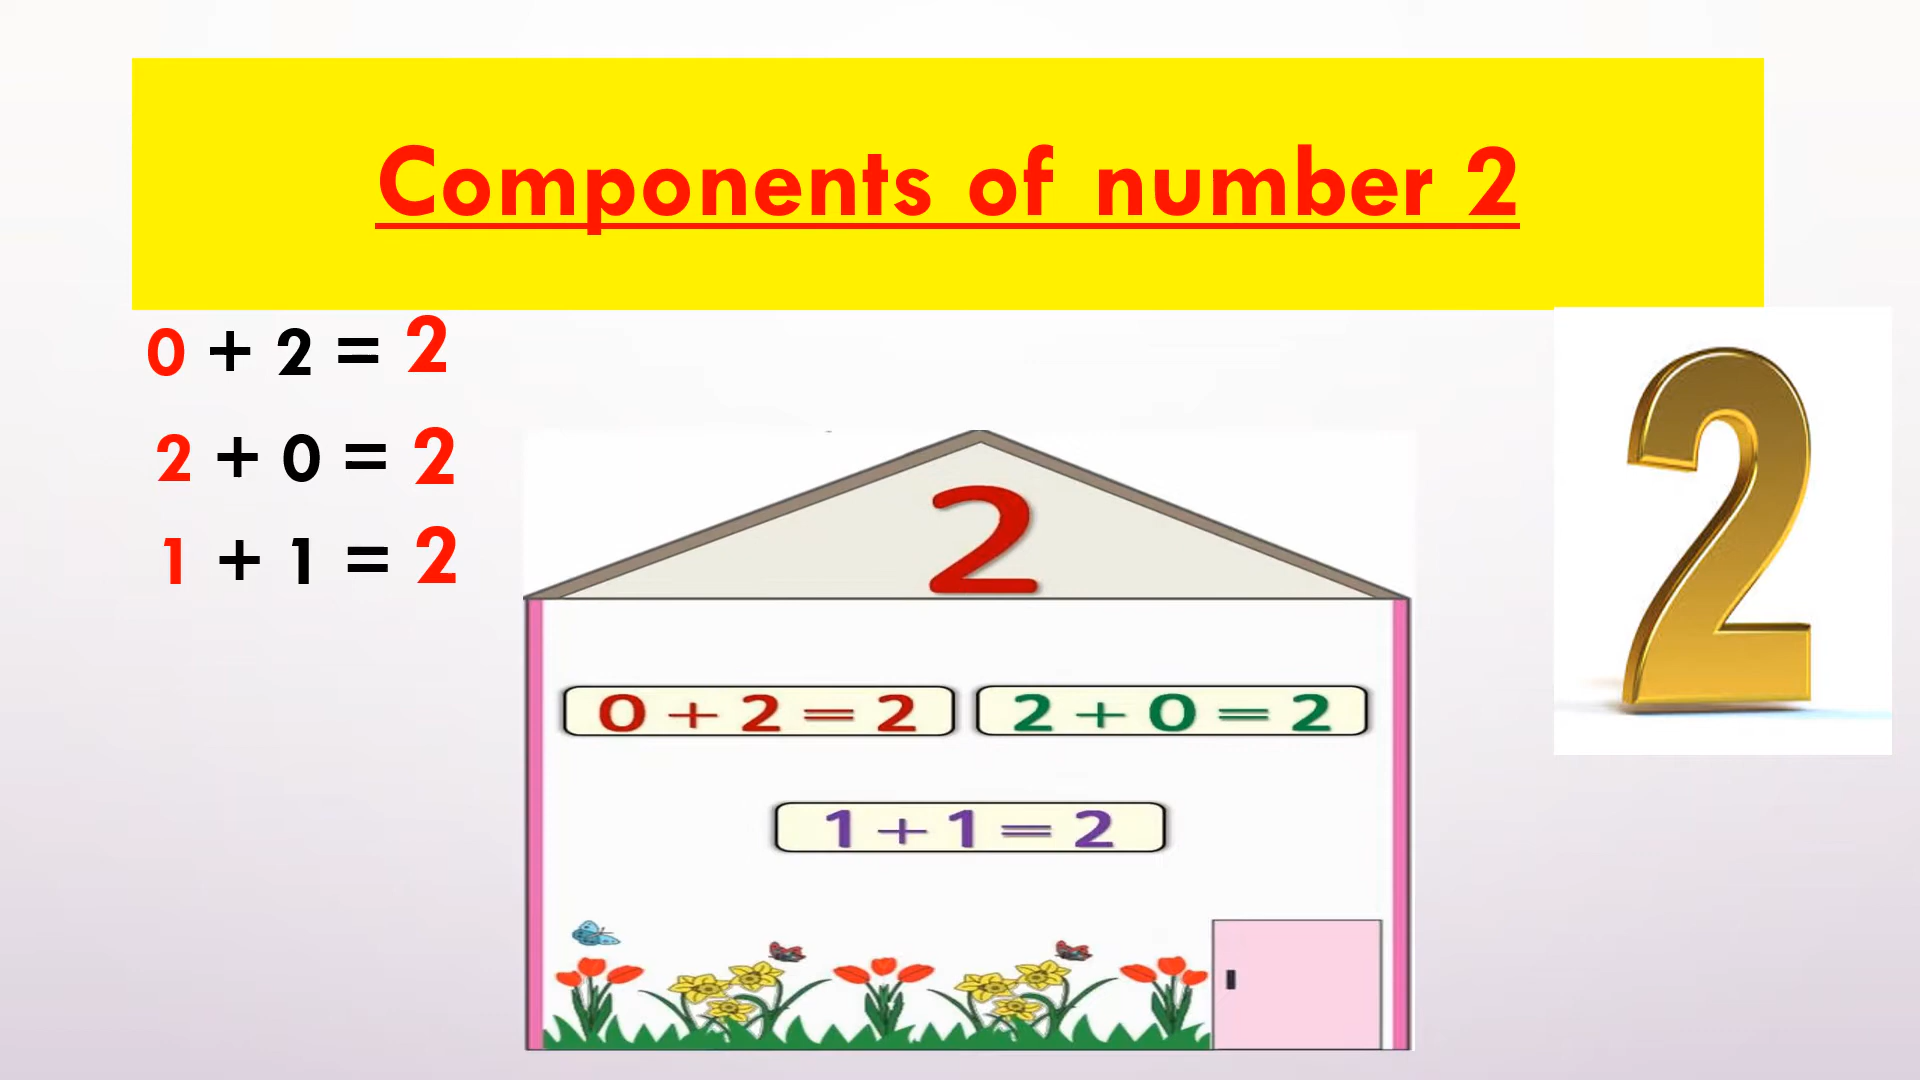 Components of number 2
0 + 2 = 2
2 + 0 = 2
1 + 1 = 2
2
0 + 2 = 2
2 + 0 = 2
1 + 1 = 2
2